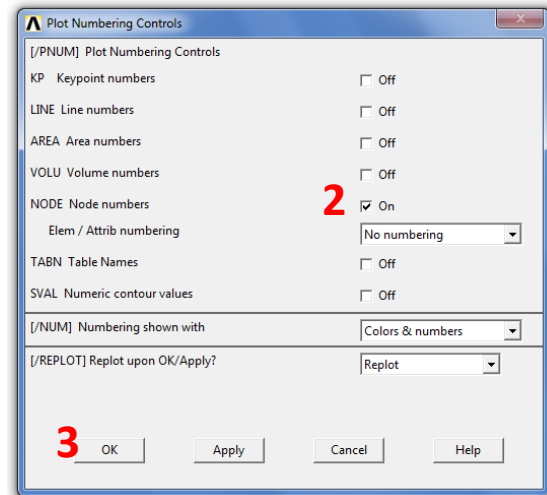 Plot Numbering Controls
[/PNUM] Plot Numbering Controls
KP Keypoint numbers Off
LINE Line numbers Off
AREA Area numbers Off
VOLU Volume numbers Off
NODE Node numbers 2 On
Elem / Attrib numbering No numbering
TABN Table Names Off
SVAL Numeric contour values Off
[/NUM] Numbering shown with Colors & numbers
[/REPLOT] Replot upon OK/Apply? Replot
3 OK Apply Cancel Help